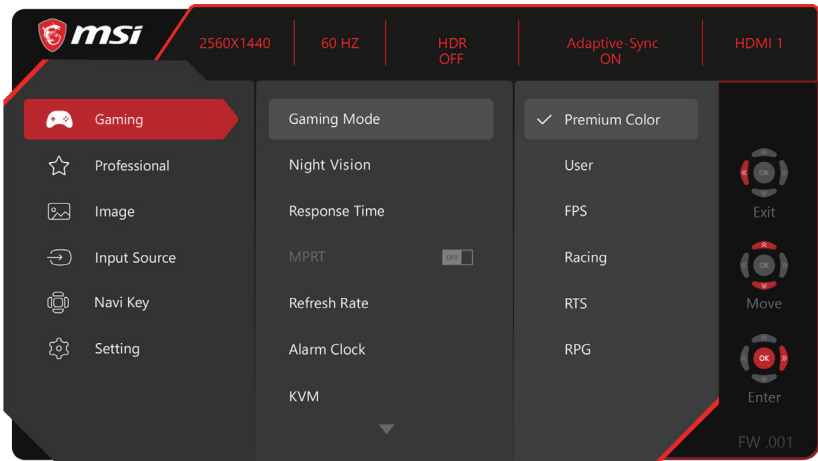 msi
2560X1440
60 HZ
HDR
OFF
Adaptive-Sync
ON
HDMI 1
Gaming
Professional
Image
Input Source
Navi Key
Setting
Gaming Mode
Night Vision
Response Time
MPRT
OFF
Refresh Rate
Alarm Clock
KVM
Premium Color
User
FPS
Racing
RTS
RPG
OK
Exit
OK
Move
OK
Enter
FW .001